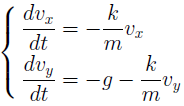 dv_x/dt = -k/m v_x
dv_y/dt = -g - k/m v_y